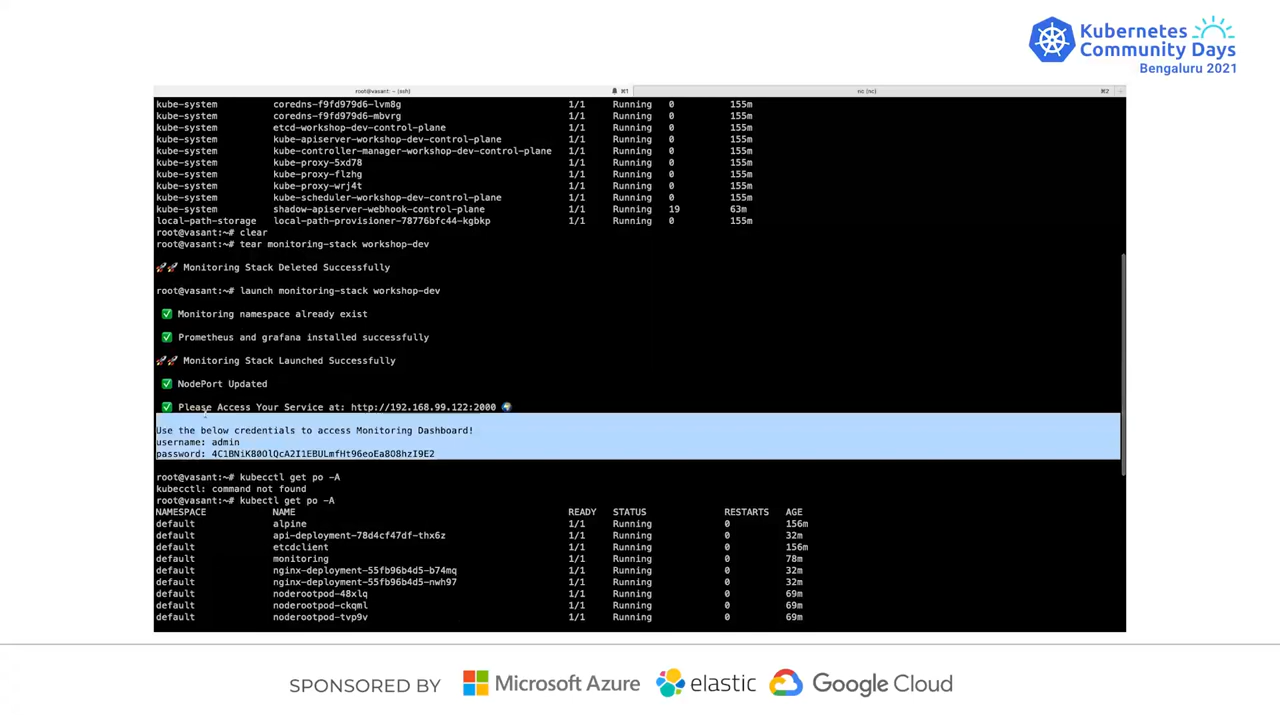 Kubernetes
Community Days
Bengaluru 2021
root@vasant: ~ (ssh)
⌘1
nc (nc)
⌘2
kube-system coredns-f9fd979d6-lvm8g 1/1 Running 0 155m
kube-system coredns-f9fd979d6-mbvrg 1/1 Running 0 155m
kube-system etcd-workshop-dev-control-plane 1/1 Running 0 155m
kube-system kube-apiserver-workshop-dev-control-plane 1/1 Running 0 155m
kube-system kube-controller-manager-workshop-dev-control-plane 1/1 Running 0 155m
kube-system kube-proxy-5xd78 1/1 Running 0 155m
kube-system kube-proxy-flzhg 1/1 Running 0 155m
kube-system kube-proxy-wrj4t 1/1 Running 0 155m
kube-system kube-scheduler-workshop-dev-control-plane 1/1 Running 0 155m
kube-system shadow-apiserver-webhook-control-plane 1/1 Running 19 63m
local-path-storage local-path-provisioner-78776bfc44-kgbkp 1/1 Running 0 155m
root@vasant:~# clear
root@vasant:~# tear monitoring-stack workshop-dev
🚀🚀 Monitoring Stack Deleted Successfully
root@vasant:~# launch monitoring-stack workshop-dev
✅ Monitoring namespace already exist
✅ Prometheus and grafana installed successfully
🚀🚀 Monitoring Stack Launched Successfully
✅ NodePort Updated
✅ Please Access Your Service at: http://192.168.99.122:2000 🌍
Use the below credentials to access Monitoring Dashboard!
username: admin
password: 4C1BNiK80OlQcA2I1EBULmfHt96eoEa8O8hzI9E2
root@vasant:~# kubecctl get po -A
kubecctl: command not found
root@vasant:~# kubectl get po -A
NAMESPACE NAME READY STATUS RESTARTS AGE
default alpine 1/1 Running 0 156m
default api-deployment-78d4cf47df-thx6z 1/1 Running 0 32m
default etcdclient 1/1 Running 0 156m
default monitoring 1/1 Running 0 78m
default nginx-deployment-55fb96b4d5-b74mq 1/1 Running 0 32m
default nginx-deployment-55fb96b4d5-nwh97 1/1 Running 0 32m
default noderootpod-48xlq 1/1 Running 0 69m
default noderootpod-ckqml 1/1 Running 0 69m
default noderootpod-tvp9v 1/1 Running 0 69m
SPONSORED BY Microsoft Azure elastic Google Cloud